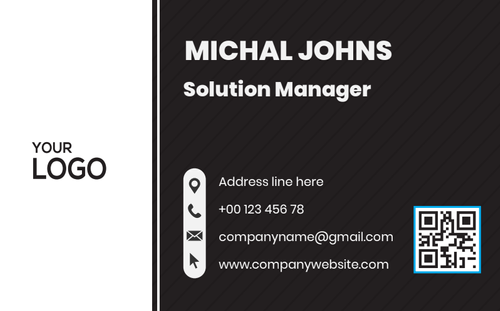 MICHAL JOHNS
Solution Manager
YOUR
LOGO
Address line here
+00 123 456 78
companyname@gmail.com
www.companywebsite.com